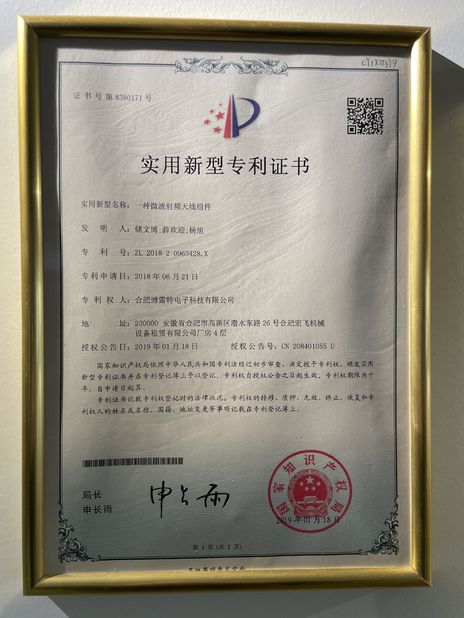 证书号第8380171号
实用新型专利证书
实用新型名称：一种微波射频天线组件
发 明 人：储文博;薛欢迎;杨旭
专 利 号：ZL 2018 2 0963428.X
专利申请日：2018年06月21日
专 利 权 人：合肥博雷特电子科技有限公司
地 址：230000 安徽省合肥市高新区潜水东路26号合肥宏飞机械
设备租赁有限公司厂房4层
授权公告日：2019年01月18日 授权公告号：CN 208401055 U
国家知识产权局依照中华人民共和国专利法经过初步审查，决定授予专利权，颁发实用
新型专利证书并在专利登记簿上予以登记。专利权自授权公告之日起生效。专利权期限为十
年，自申请日起算。
专利证书记载专利权登记时的法律状况。专利权的转移、质押、无效、终止、恢复和专
利权人的姓名或名称、国籍、地址变更等事项记载在专利登记簿上。
局长
申长雨
申长雨
国家知识产权局
2019年01月18日
第 1 页 (共 2 页)